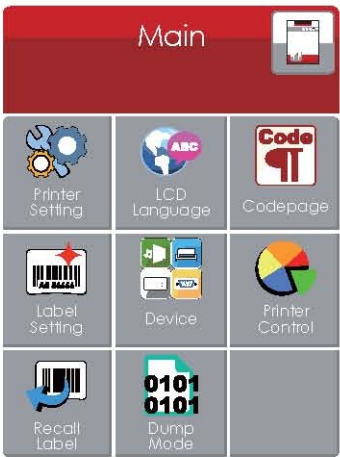 Main
ABC
Code
Printer
Setting
LCD
Language
Codepage
Label
Setting
Device
Printer
Control
0101
0101
Recall
Label
Dump
Mode